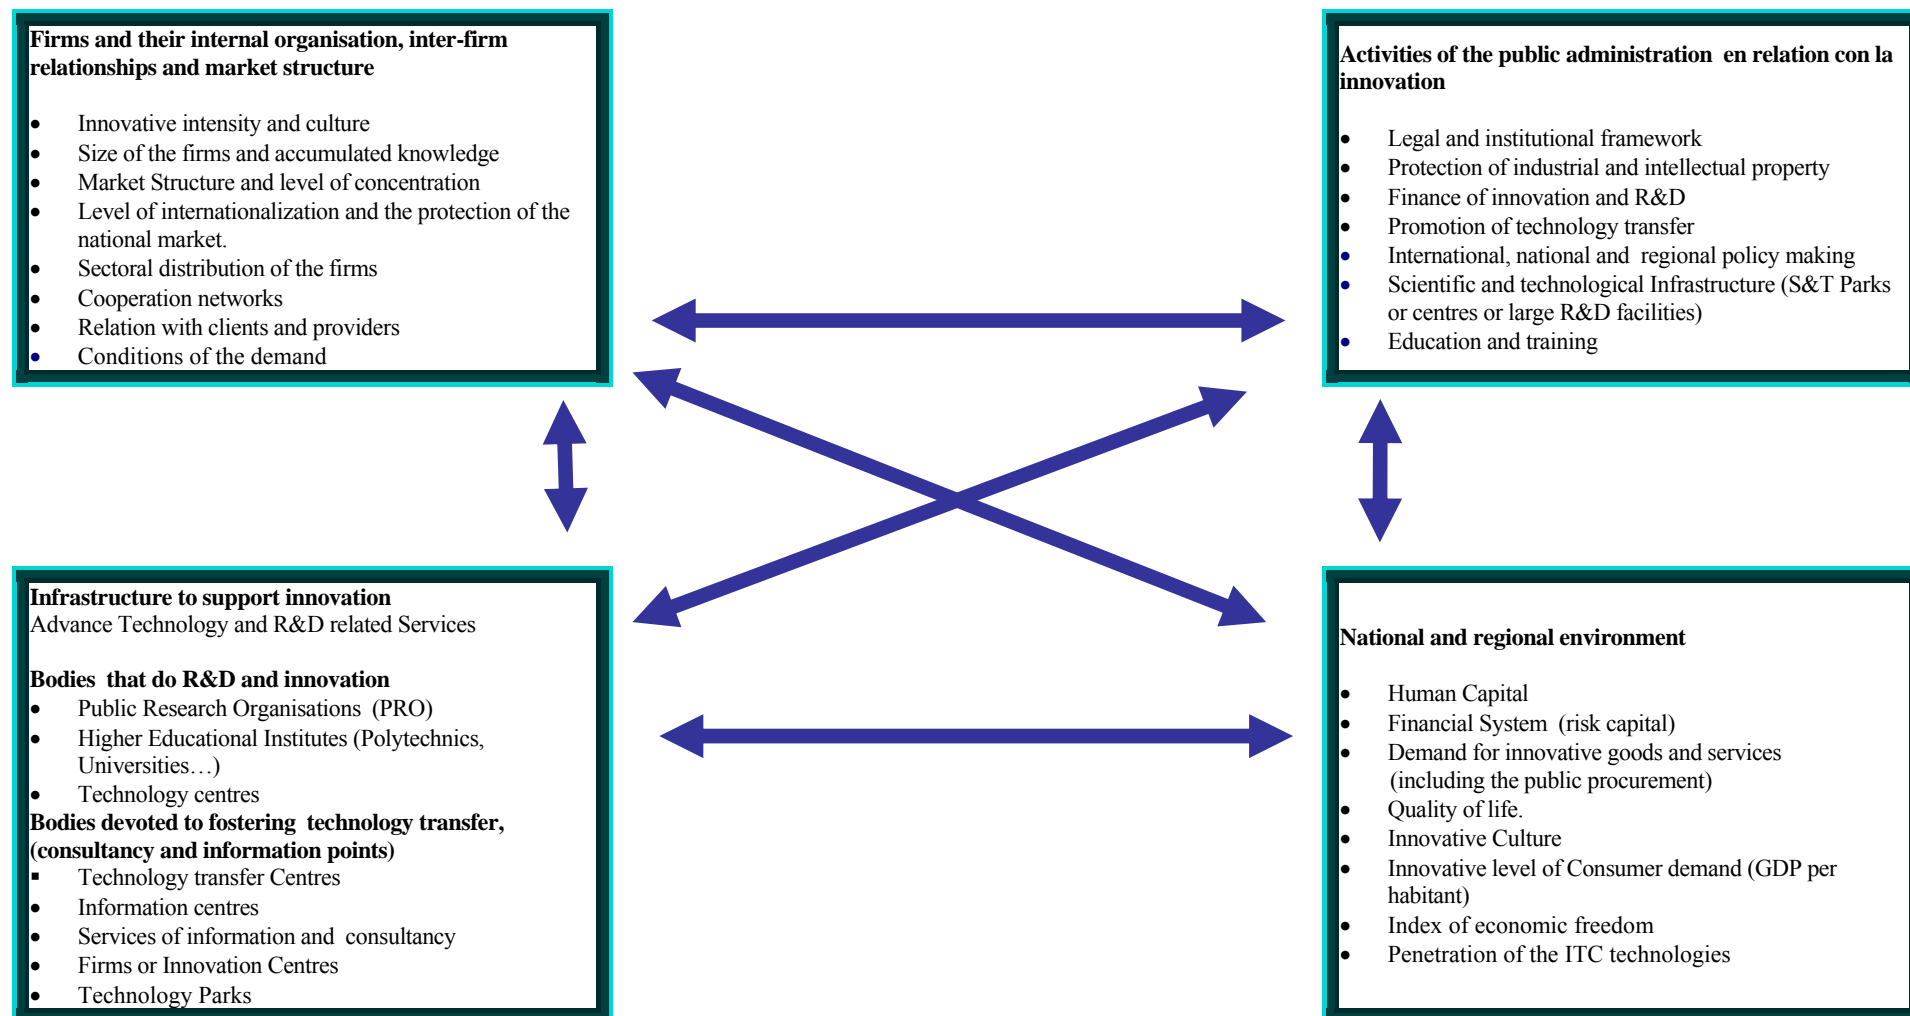 Firms and their internal organisation, inter-firm
relationships and market structure
• Innovative intensity and culture
• Size of the firms and accumulated knowledge
• Market Structure and level of concentration
• Level of internationalization and the protection of the
national market.
• Sectoral distribution of the firms
• Cooperation networks
• Relation with clients and providers
• Conditions of the demand
Activities of the public administration en relation con la
innovation
• Legal and institutional framework
• Protection of industrial and intellectual property
• Finance of innovation and R&D
• Promotion of technology transfer
• International, national and regional policy making
• Scientific and technological Infrastructure (S&T Parks
or centres or large R&D facilities)
• Education and training
Infrastructure to support innovation
Advance Technology and R&D related Services
Bodies that do R&D and innovation
• Public Research Organisations (PRO)
• Higher Educational Institutes (Polytechnics,
Universities…)
• Technology centres
Bodies devoted to fostering technology transfer,
(consultancy and information points)
▪ Technology transfer Centres
• Information centres
• Services of information and consultancy
• Firms or Innovation Centres
• Technology Parks
National and regional environment
• Human Capital
• Financial System (risk capital)
• Demand for innovative goods and services
(including the public procurement)
• Quality of life.
• Innovative Culture
• Innovative level of Consumer demand (GDP per
habitant)
• Index of economic freedom
• Penetration of the ITC technologies